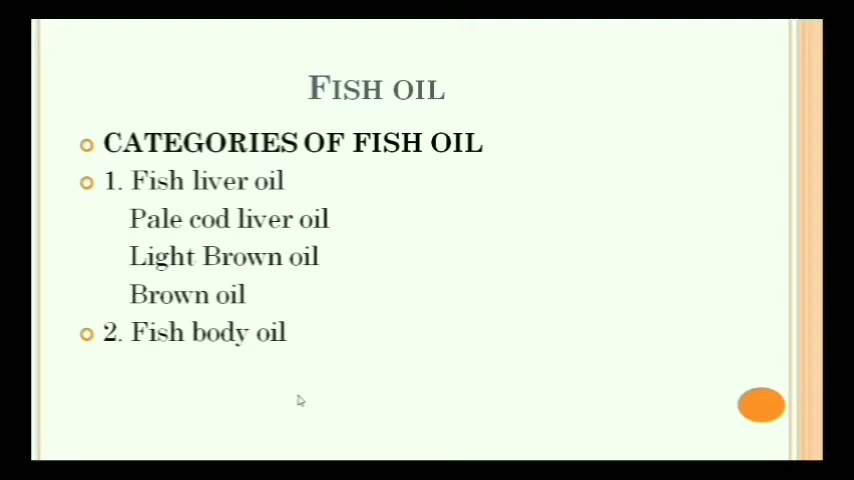 FISH OIL
CATEGORIES OF FISH OIL
1. Fish liver oil
Pale cod liver oil
Light Brown oil
Brown oil
2. Fish body oil